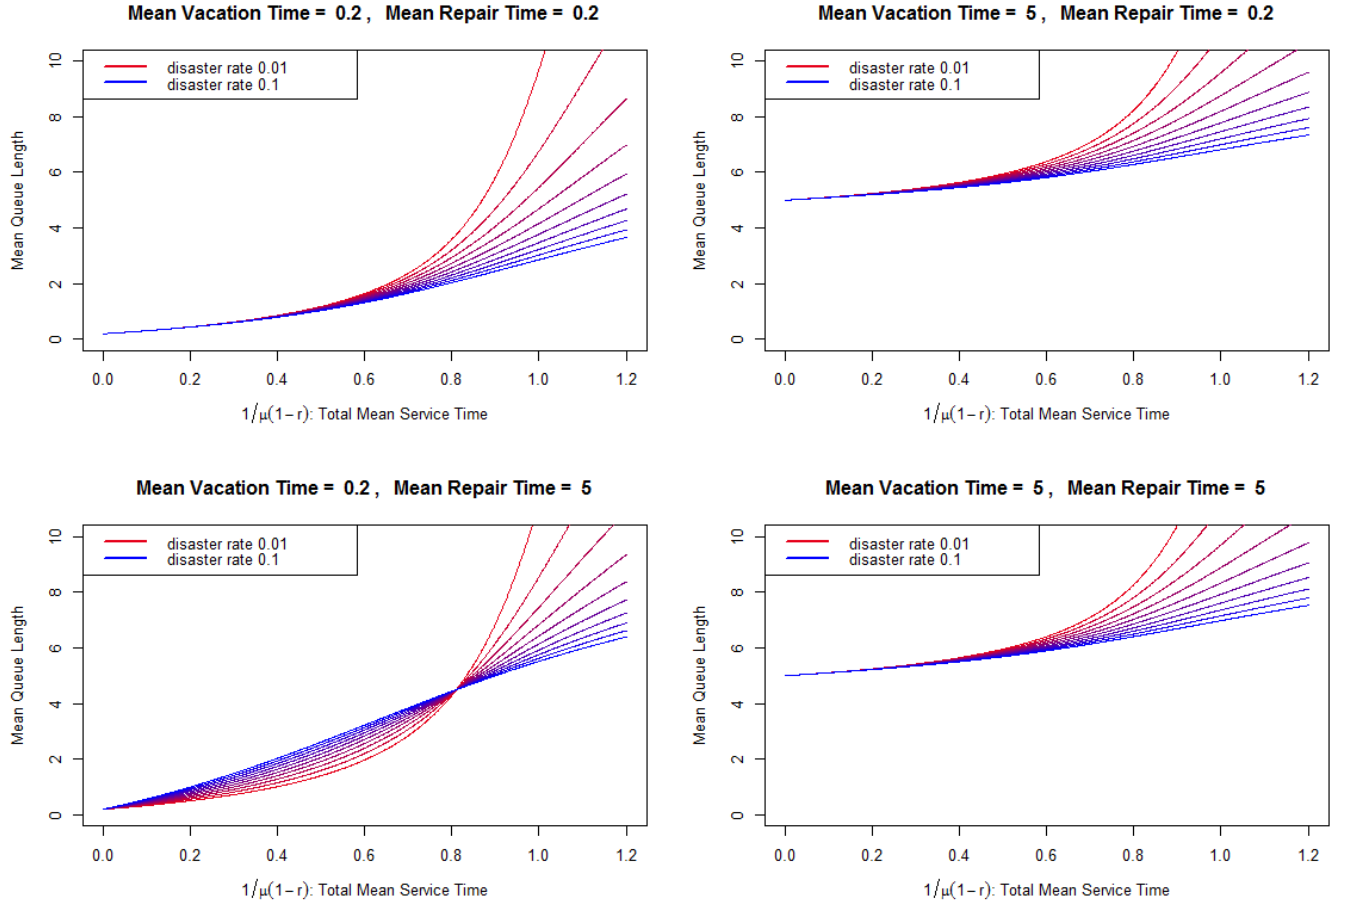 Mean Vacation Time = 0.2 , Mean Repair Time = 0.2
disaster rate 0.01
disaster rate 0.1
Mean Queue Length
0
2
4
6
8
10
0.0 0.2 0.4 0.6 0.8 1.0 1.2
1/μ(1−r): Total Mean Service Time
Mean Vacation Time = 5 , Mean Repair Time = 0.2
disaster rate 0.01
disaster rate 0.1
Mean Queue Length
0
2
4
6
8
10
0.0 0.2 0.4 0.6 0.8 1.0 1.2
1/μ(1−r): Total Mean Service Time
Mean Vacation Time = 0.2 , Mean Repair Time = 5
disaster rate 0.01
disaster rate 0.1
Mean Queue Length
0
2
4
6
8
10
0.0 0.2 0.4 0.6 0.8 1.0 1.2
1/μ(1−r): Total Mean Service Time
Mean Vacation Time = 5 , Mean Repair Time = 5
disaster rate 0.01
disaster rate 0.1
Mean Queue Length
0
2
4
6
8
10
0.0 0.2 0.4 0.6 0.8 1.0 1.2
1/μ(1−r): Total Mean Service Time